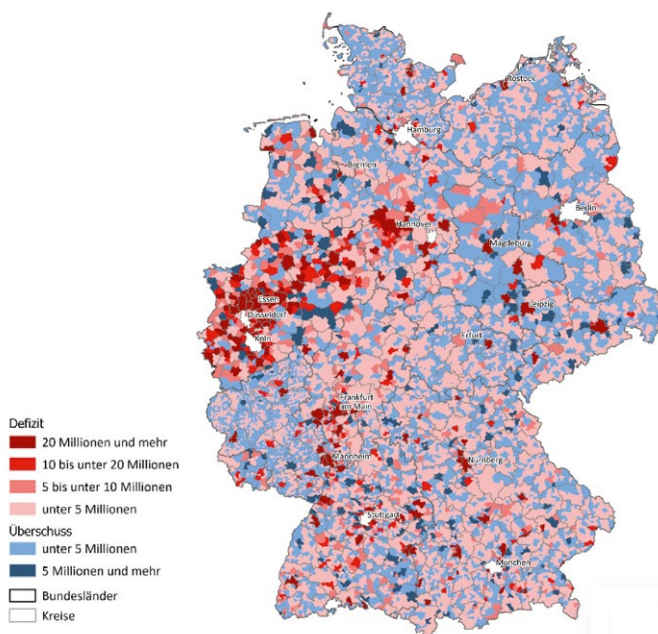 Rostock
Hamburg
Bremen
Berlin
Hannover
Magdeburg
Essen
Düsseldorf
Leipzig
Köln
Erfurt
Frankfurt
am Main
Mannheim
Nürnberg
Stuttgart
München
Defizit
20 Millionen und mehr
10 bis unter 20 Millionen
5 bis unter 10 Millionen
unter 5 Millionen
Überschuss
unter 5 Millionen
5 Millionen und mehr
Bundesländer
Kreise